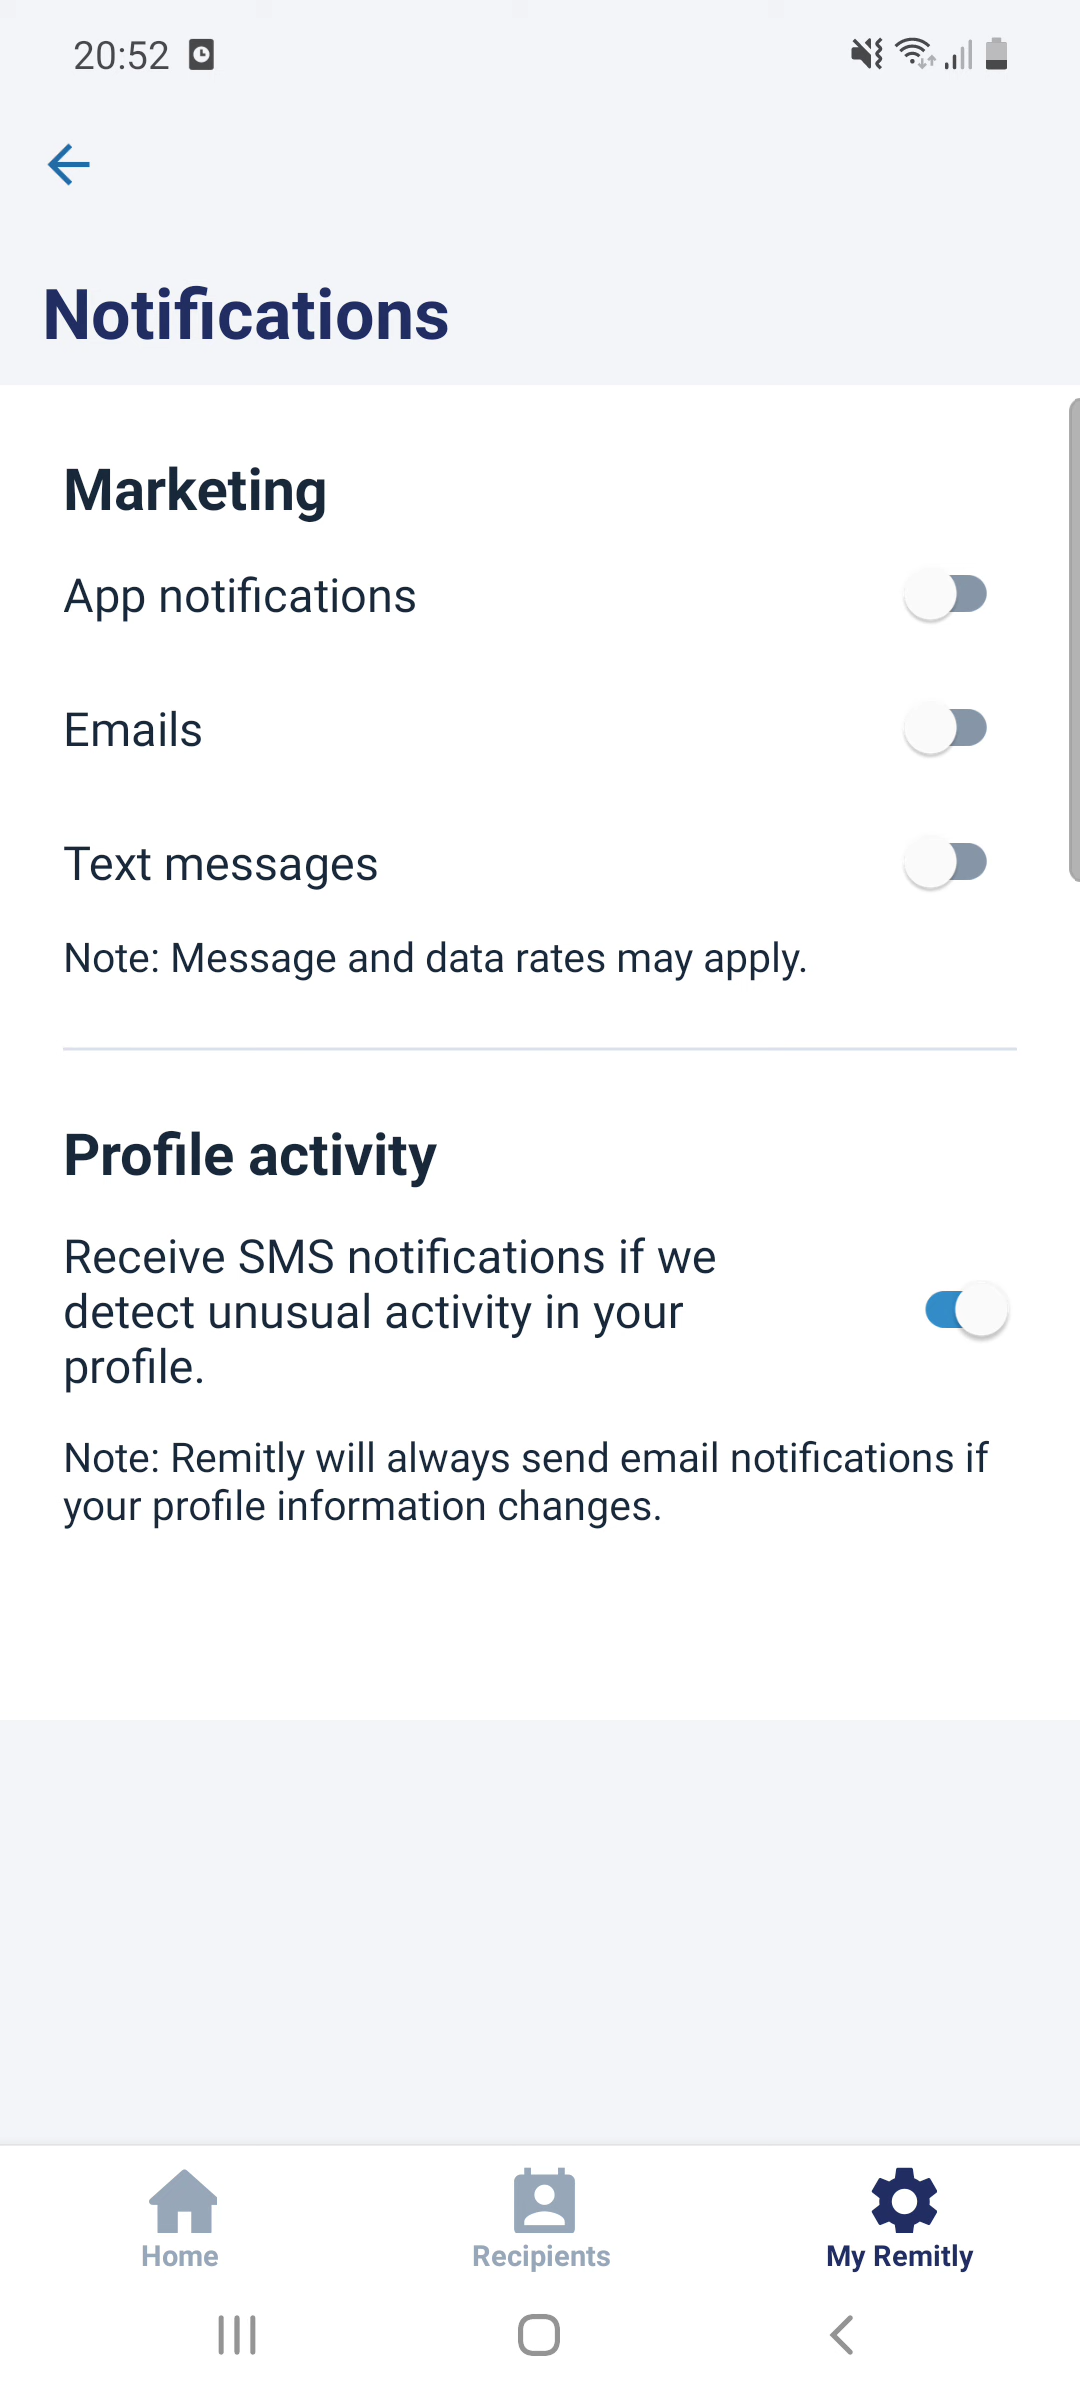 20:52
Notifications
Marketing
App notifications
Emails
Text messages
Note: Message and data rates may apply.
Profile activity
Receive SMS notifications if we
detect unusual activity in your
profile.
Note: Remitly will always send email notifications if
your profile information changes.
Home
Recipients
My Remitly